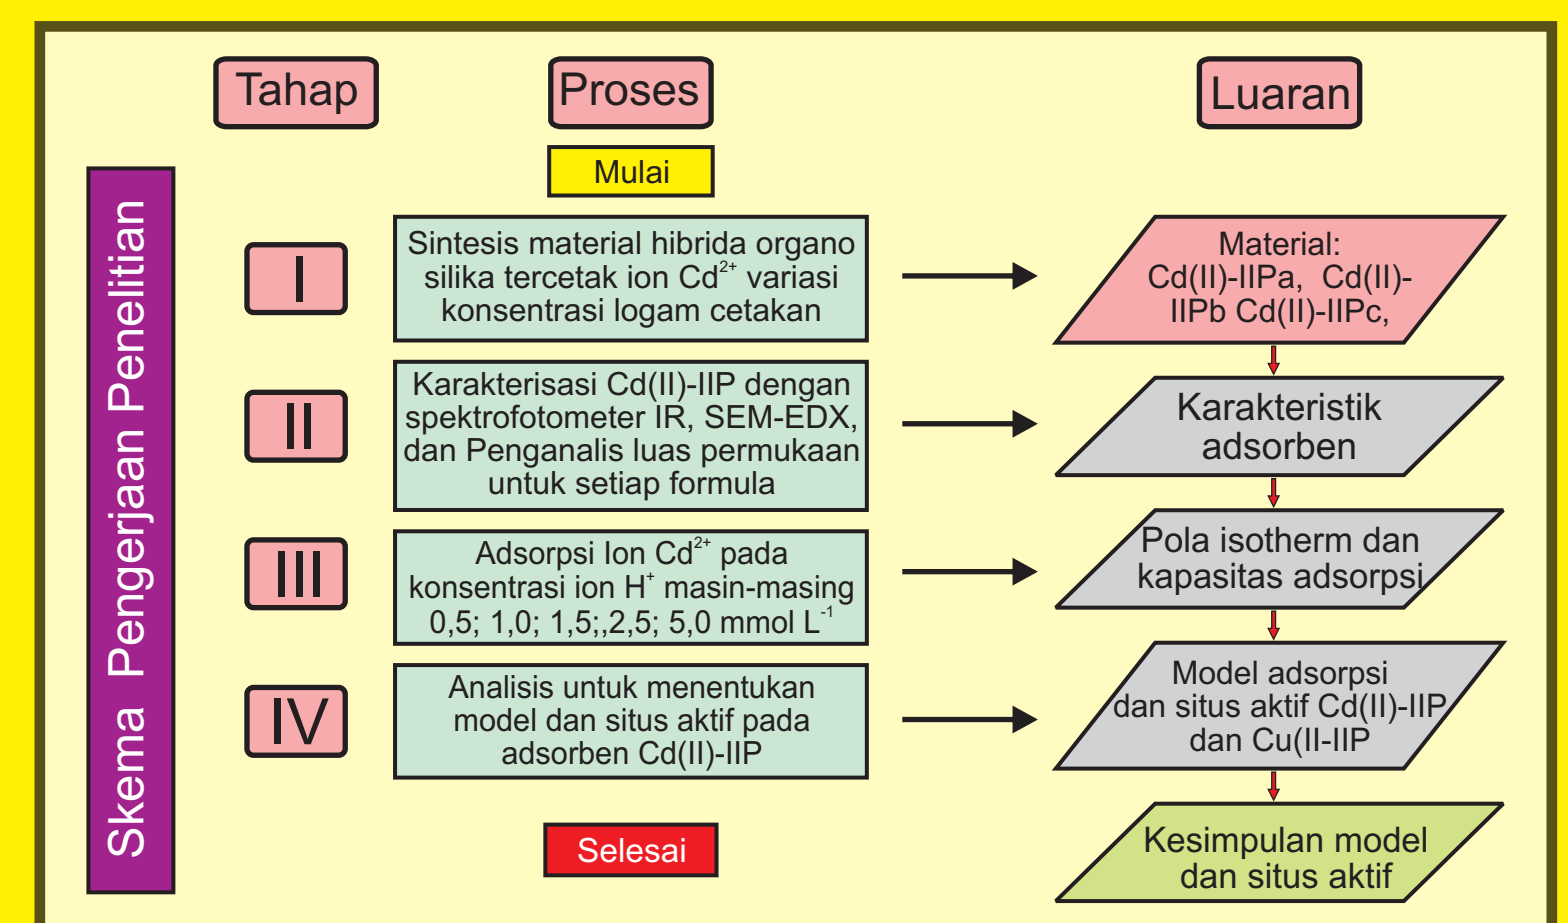 Tahap
Proses
Luaran
Mulai
Skema Pengerjaan Penelitian
I
Sintesis material hibrida organo
silika tercetak ion Cd²⁺ variasi
konsentrasi logam cetakan
Material:
Cd(II)-IIPa, Cd(II)-
IIPb Cd(II)-IIPc,
II
Karakterisasi Cd(II)-IIP dengan
spektrofotometer IR, SEM-EDX,
dan Penganalis luas permukaan
untuk setiap formula
Karakteristik
adsorben
III
Adsorpsi Ion Cd²⁺ pada
konsentrasi ion H⁺ masin-masing
0,5; 1,0; 1,5;,2,5; 5,0 mmol L⁻¹
Pola isotherm dan
kapasitas adsorpsi
IV
Analisis untuk menentukan
model dan situs aktif pada
adsorben Cd(II)-IIP
Model adsorpsi
dan situs aktif Cd(II)-IIP
dan Cu(II-IIP
Selesai
Kesimpulan model
dan situs aktif